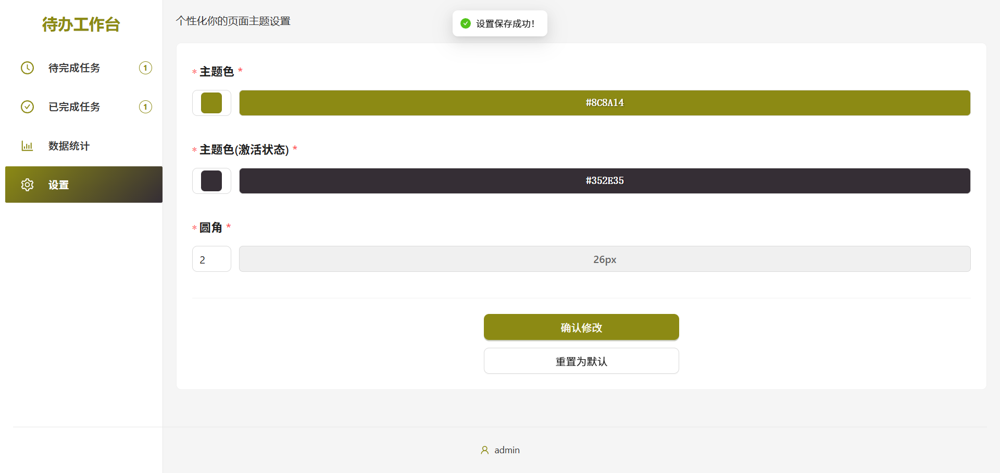 待办工作台
待完成任务 1
已完成任务 1
数据统计
设置
个性化你的页面主题设置
设置保存成功！
* 主题色 *
#8C8A14
* 主题色(激活状态) *
#352E35
* 圆角 *
2
26px
确认修改
重置为默认
admin